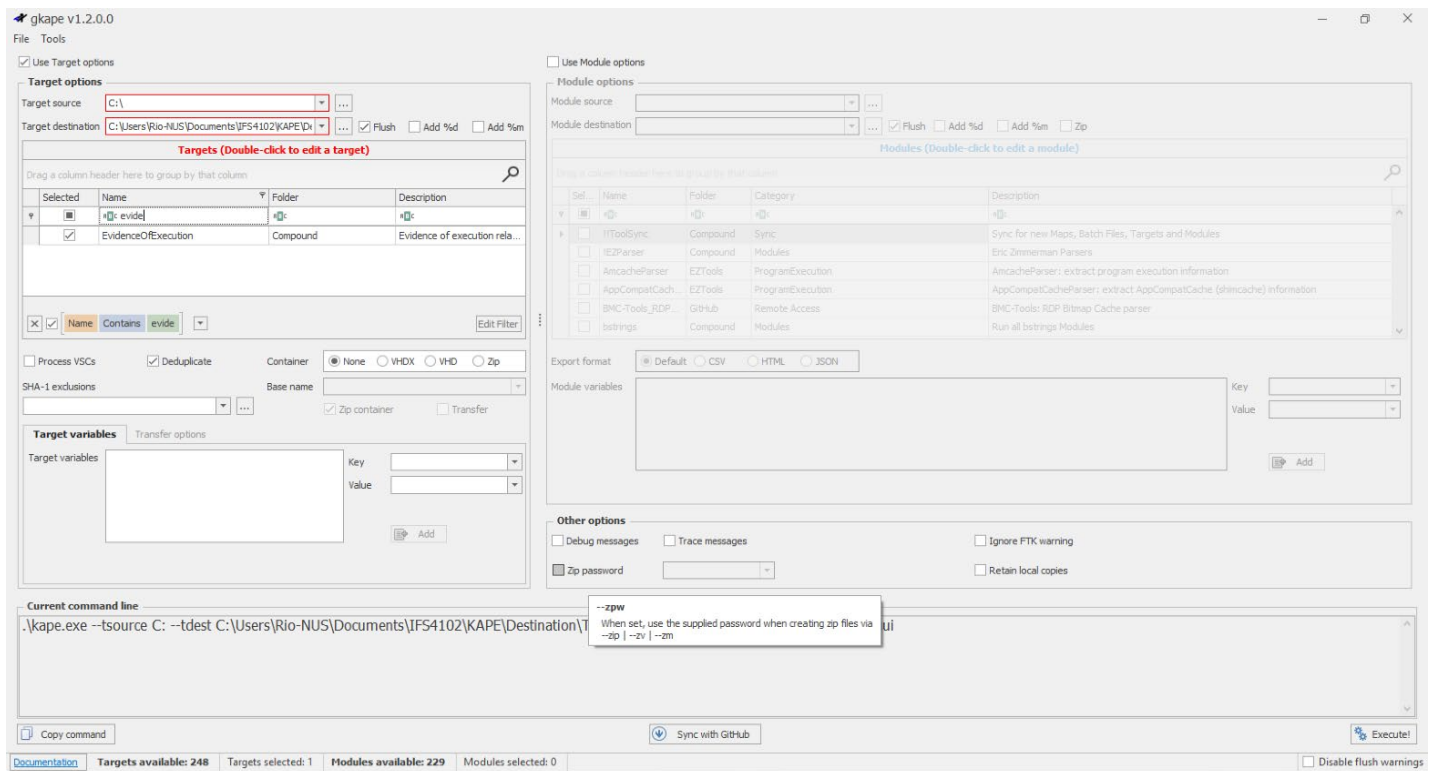 gkape v1.2.0.0
File Tools
Use Target options
Target options
Target source C:\ ...
Target destination C:\Users\Rio-NUS\Documents\IFS4102\KAPE\De ... Flush Add %d Add %m
Targets (Double-click to edit a target)
Drag a column header here to group by that column
Selected Name Folder Description
evide
EvidenceOfExecution Compound Evidence of execution rela...
Name Contains evide Edit Filter
Process VSCs Deduplicate Container None VHDX VHD Zip
SHA-1 exclusions Base name
... Zip container Transfer
Target variables Transfer options
Target variables Key
Value
Add
Use Module options
Module options
Module source ...
Module destination ... Flush Add %d Add %m Zip
Modules (Double-click to edit a module)
Drag a column header here to group by that column
Sel... Name Folder Category Description
!!ToolSync Compound Sync Sync for new Maps, Batch Files, Targets and Modules
!EZParser Compound Modules Eric Zimmerman Parsers
AmcacheParser EZTools ProgramExecution AmcacheParser: extract program execution information
AppCompatCach... EZTools ProgramExecution AppCompatCacheParser: extract AppCompatCache (shimcache) information
BMC-Tools_RDP... GitHub Remote Access BMC-Tools: RDP Bitmap Cache parser
bstrings Compound Modules Run all bstrings Modules
Export format Default CSV HTML JSON
Module variables Key
Value
Add
Other options
Debug messages Trace messages Ignore FTK warning
Zip password Retain local copies
Current command line
.\kape.exe --tsource C: --tdest C:\Users\Rio-NUS\Documents\IFS4102\KAPE\Destination\T ui
--zpw
When set, use the supplied password when creating zip files via
--zip | --zv | --zm
Copy command Sync with GitHub Execute!
Documentation Targets available: 248 Targets selected: 1 Modules available: 229 Modules selected: 0 Disable flush warnings